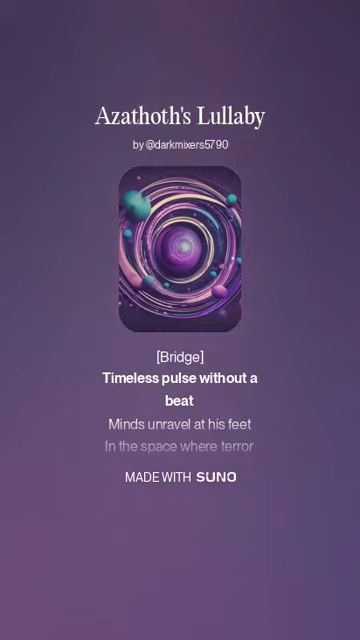 Azathoth's Lullaby
by @darkmixers5790
[Bridge]
Timeless pulse without a
beat
Minds unravel at his feet
In the space where terror
MADE WITH SUNO